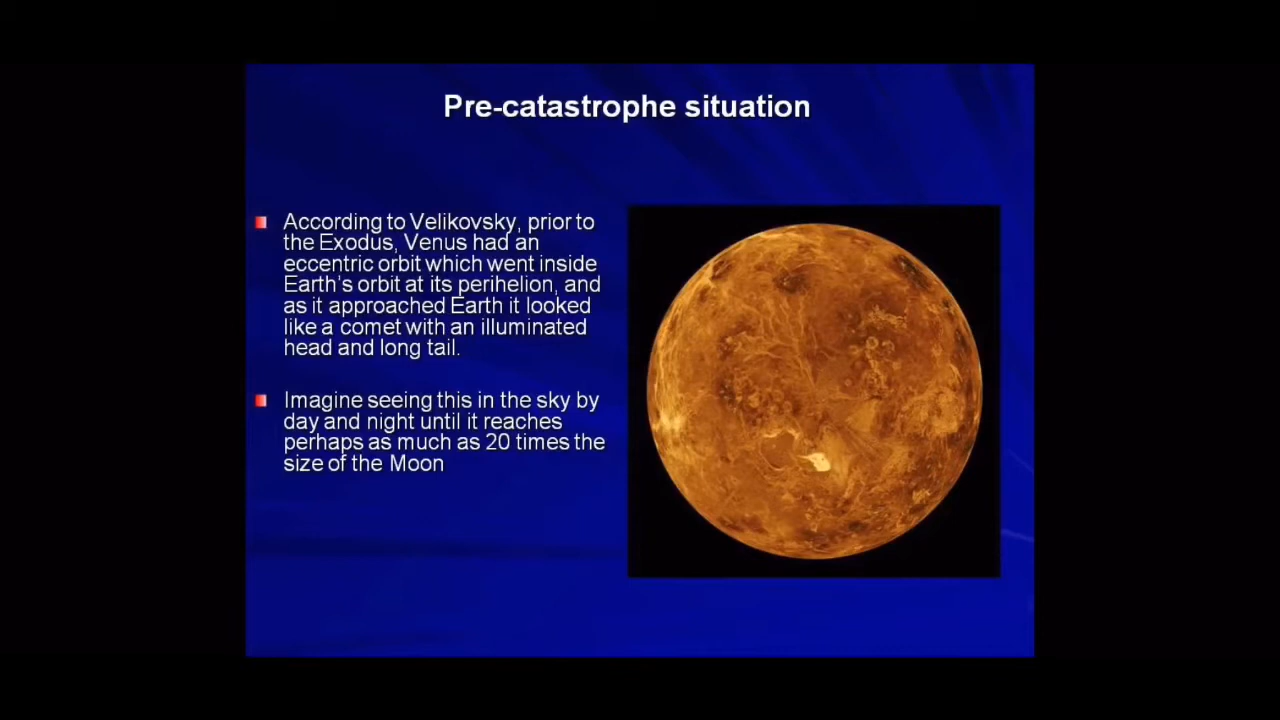 Pre-catastrophe situation
According to Velikovsky, prior to
the Exodus, Venus had an
eccentric orbit which went inside
Earth's orbit at its perihelion, and
as it approached Earth it looked
like a comet with an illuminated
head and long tail.
Imagine seeing this in the sky by
day and night until it reaches
perhaps as much as 20 times the
size of the Moon